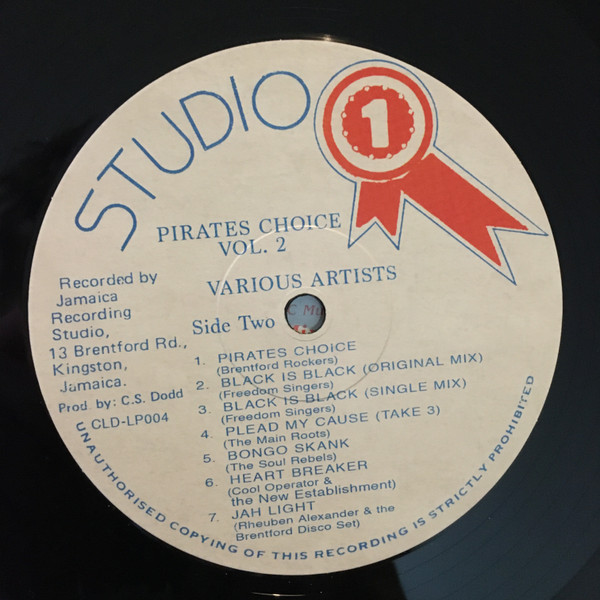 STUDIO 1
PIRATES CHOICE
VOL. 2
VARIOUS ARTISTS
Recorded by
Jamaica
Recording
Studio,
13 Brentford Rd.,
Kingston,
Jamaica.
Prod. by: C.S. Dodd
CLD-LP004
Side Two
1. PIRATES CHOICE
(Brentford Rockers)
2. BLACK IS BLACK (ORIGINAL MIX)
(Freedom Singers)
3. BLACK IS BLACK (SINGLE MIX)
(Freedom Singers)
4. PLEAD MY CAUSE (TAKE 3)
(The Main Roots)
5. BONGO SKANK
(The Soul Rebels)
6. HEART BREAKER
(Cool Operator &
the New Establishment)
7. JAH LIGHT
(Rheuben Alexander & the
Brentford Disco Set)
UNAUTHORISED COPYING OF THIS RECORDING IS STRICTLY PROHIBITED